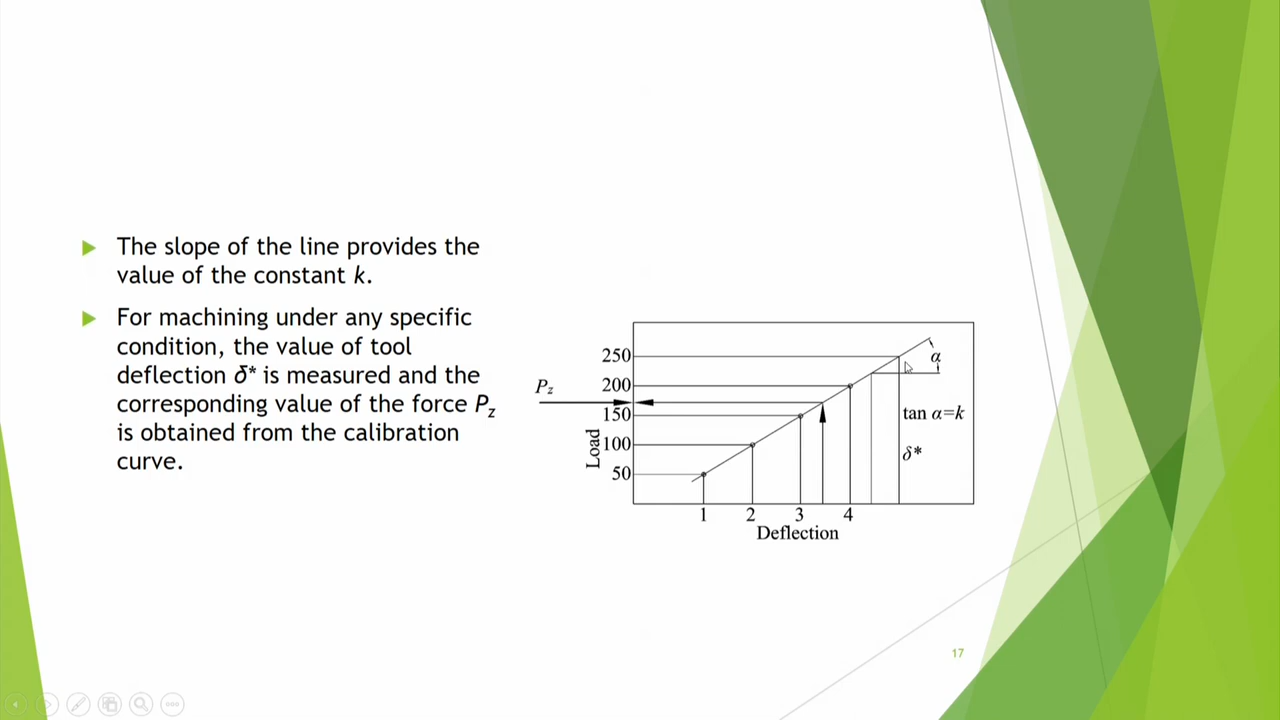 The slope of the line provides the
value of the constant k.
For machining under any specific
condition, the value of tool
deflection δ* is measured and the
corresponding value of the force Pz
is obtained from the calibration
curve.
Pz
Load
250
200
150
100
50
α
tan α=k
δ*
1 2 3 4
Deflection
17